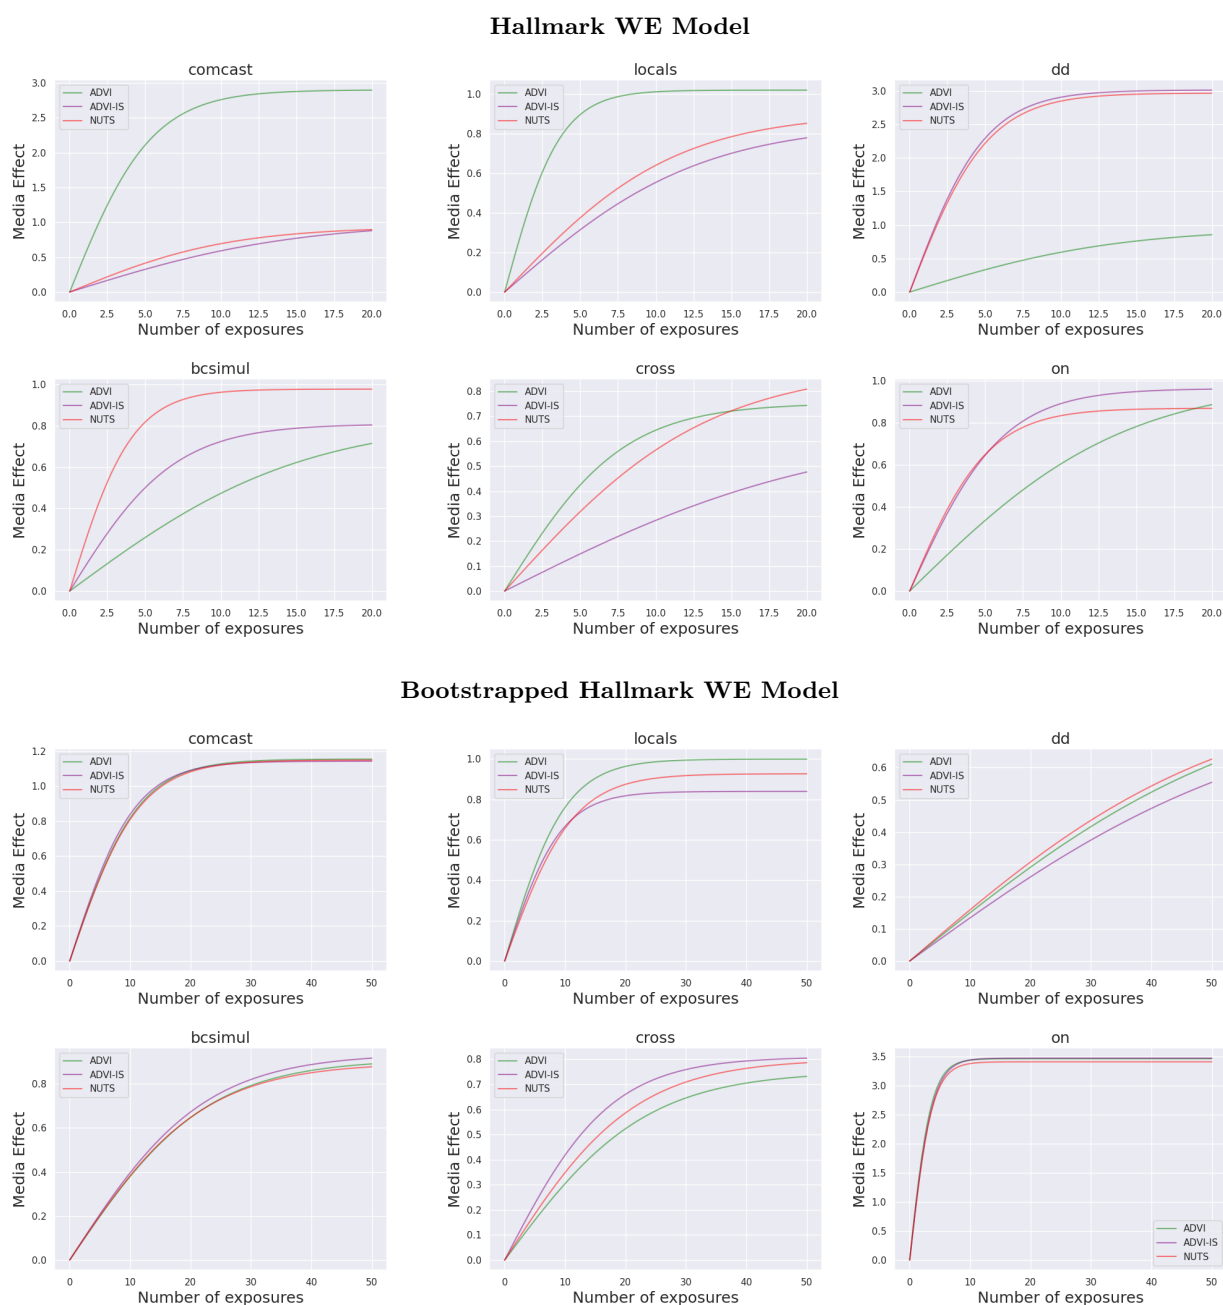 Hallmark WE Model
comcast
locals
dd
Media Effect
3.0
2.5
2.0
1.5
1.0
0.5
0.0
ADVI
ADVI-IS
NUTS
0.0 2.5 5.0 7.5 10.0 12.5 15.0 17.5 20.0
Number of exposures
Media Effect
1.0
0.8
0.6
0.4
0.2
0.0
ADVI
ADVI-IS
NUTS
0.0 2.5 5.0 7.5 10.0 12.5 15.0 17.5 20.0
Number of exposures
Media Effect
3.0
2.5
2.0
1.5
1.0
0.5
0.0
ADVI
ADVI-IS
NUTS
0.0 2.5 5.0 7.5 10.0 12.5 15.0 17.5 20.0
Number of exposures
bcsimul
cross
on
Media Effect
1.0
0.8
0.6
0.4
0.2
0.0
ADVI
ADVI-IS
NUTS
0.0 2.5 5.0 7.5 10.0 12.5 15.0 17.5 20.0
Number of exposures
Media Effect
0.8
0.7
0.6
0.5
0.4
0.3
0.2
0.1
0.0
ADVI
ADVI-IS
NUTS
0.0 2.5 5.0 7.5 10.0 12.5 15.0 17.5 20.0
Number of exposures
Media Effect
1.0
0.8
0.6
0.4
0.2
0.0
ADVI
ADVI-IS
NUTS
0.0 2.5 5.0 7.5 10.0 12.5 15.0 17.5 20.0
Number of exposures
Bootstrapped Hallmark WE Model
comcast
locals
dd
Media Effect
1.2
1.0
0.8
0.6
0.4
0.2
0.0
ADVI
ADVI-IS
NUTS
0 10 20 30 40 50
Number of exposures
Media Effect
1.0
0.8
0.6
0.4
0.2
0.0
ADVI
ADVI-IS
NUTS
0 10 20 30 40 50
Number of exposures
Media Effect
0.6
0.5
0.4
0.3
0.2
0.1
0.0
ADVI
ADVI-IS
NUTS
0 10 20 30 40 50
Number of exposures
bcsimul
cross
on
Media Effect
0.8
0.6
0.4
0.2
0.0
ADVI
ADVI-IS
NUTS
0 10 20 30 40 50
Number of exposures
Media Effect
0.8
0.7
0.6
0.5
0.4
0.3
0.2
0.1
0.0
ADVI
ADVI-IS
NUTS
0 10 20 30 40 50
Number of exposures
Media Effect
3.5
3.0
2.5
2.0
1.5
1.0
0.5
0.0
ADVI
ADVI-IS
NUTS
0 10 20 30 40 50
Number of exposures